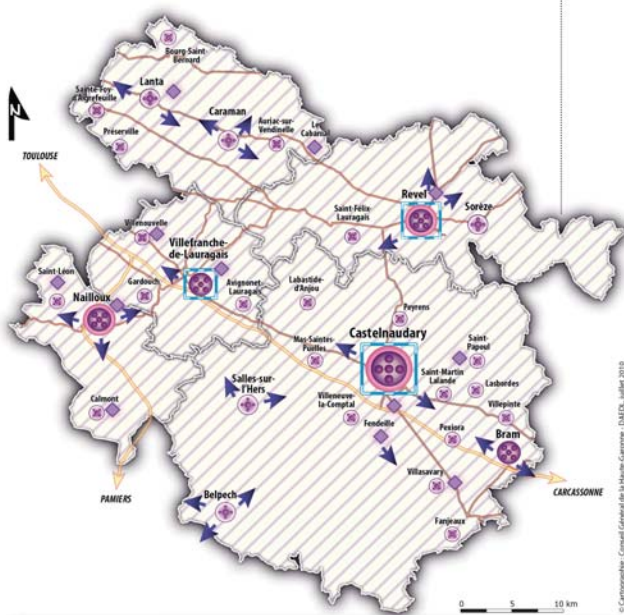 Bourg-Saint-
Bernard
Lanta
Sainte-Foy-
d'Aigrefeuille
Caraman
Auriac-sur-
Vendinelle
Le
Cabanial
Préserville
N
TOULOUSE
Revel
Sorèze
Saint-Félix-
Lauragais
Villenouvelle
Villefranche-
de-Lauragais
Saint-Léon
Gardouch
Avignonet-
Lauragais
Labastide-
d'Anjou
Nailloux
Peyrens
Castelnaudary
Mas-Saintes-
Puelles
Saint-
Papoul
Salles-sur-
l'Hers
Saint-Martin
Lalande
Lasbordes
Calmont
Villeneuve-
la-Comptal
Villepinte
Fendeille
Pexiora
Bram
PAMIERS
Villasavary
CARCASSONNE
Belpech
Fanjeaux
0 5 10 km
© Cartographie : Conseil Général de la Haute-Garonne - DAEDL, juillet 2010